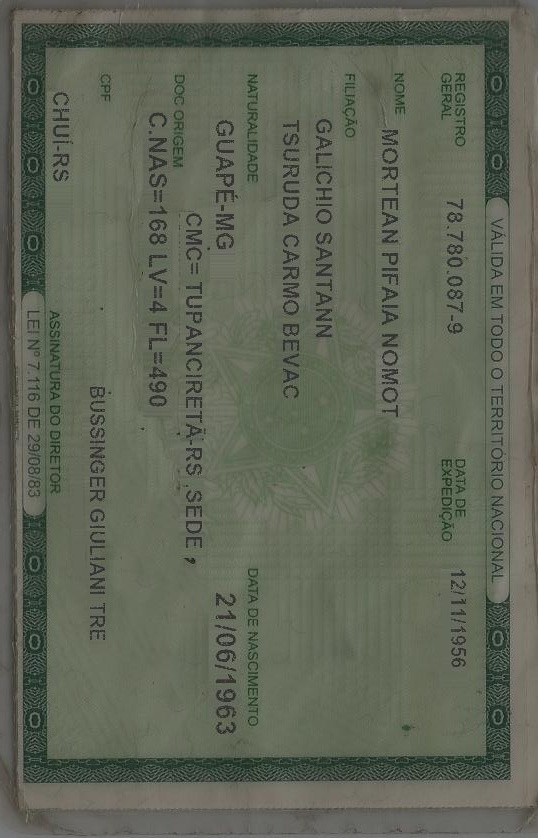 VÁLIDA EM TODO O TERRITÓRIO NACIONAL
REGISTRO GERAL 78.780.087-9 DATA DE EXPEDIÇÃO 12/11/1956
NOME MORTEAN PIFAIA NOMOT
FILIAÇÃO
GALICHIO SANTANN
TSURUDA CARMO BEVAC
NATURALIDADE DATA DE NASCIMENTO
GUAPÉ-MG 21/06/1963
DOC ORIGEM CMC= TUPANCIRETÃ-RS ,SEDE ,
C.NAS=168 LV=4 FL=490
CPF BUSSINGER GIULIANI TRE
CHUÍ-RS ASSINATURA DO DIRETOR
LEI Nº 7.116 DE 29/08/83